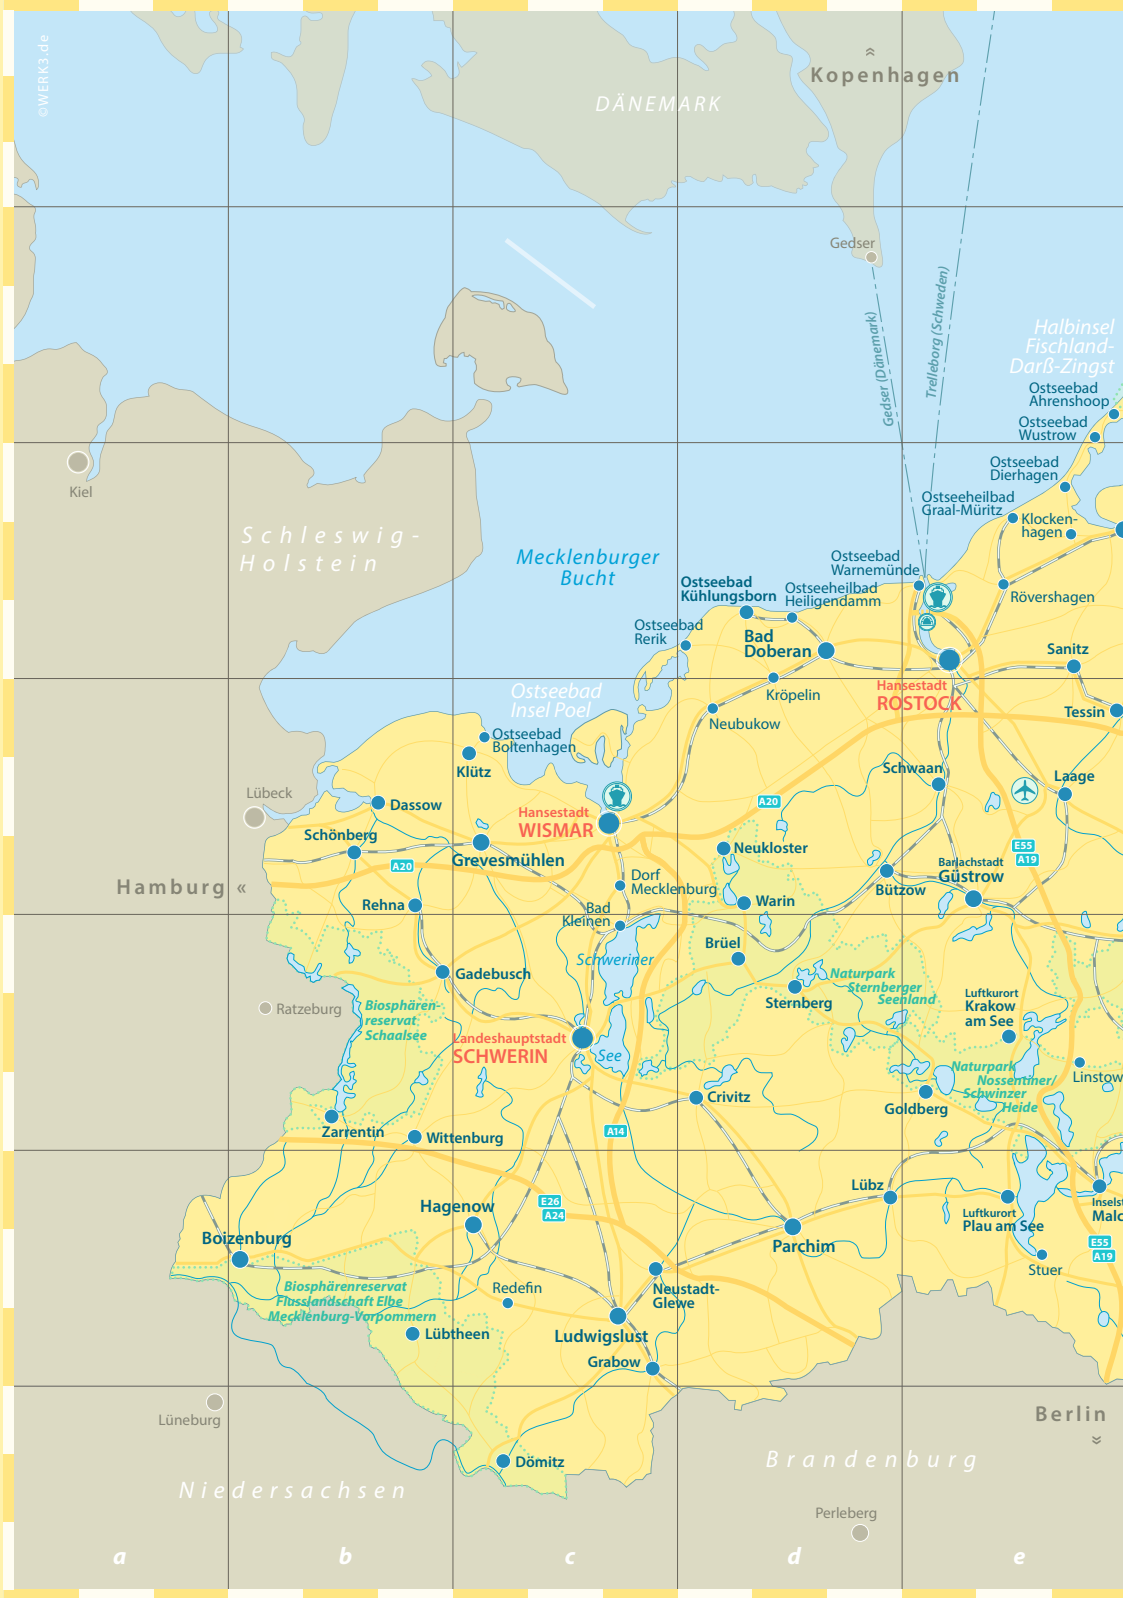 ©WERK3.de
Kopenhagen
DÄNEMARK
Gedser
Gedser (Dänemark)
Trelleborg (Schweden)
Halbinsel
Fischland-
Darß-Zingst
Ostseebad
Ahrenshoop
Ostseebad
Wustrow
Ostseebad
Dierhagen
Ostseeheilbad
Graal-Müritz
Klocken-
hagen
Kiel
Schleswig-
Holstein
Mecklenburger
Bucht
Ostseebad
Warnemünde
Ostseebad
Kühlungsborn
Ostseeheilbad
Heiligendamm
Rövershagen
Ostseebad
Rerik
Bad
Doberan
Sanitz
Kröpelin
Hansestadt
ROSTOCK
Ostseebad
Insel Poel
Neubukow
Tessin
Ostseebad
Boltenhagen
Klütz
Schwaan
Laage
Lübeck
Dassow
A20
Hansestadt
WISMAR
Schönberg
Grevesmühlen
A20
Neukloster
E55
A19
Barlachstadt
Güstrow
Bützow
Dorf
Mecklenburg
Hamburg «
Rehna
Bad
Kleinen
Warin
Brüel
Schweriner
Gadebusch
Naturpark
Sternberger
Seenland
Sternberg
Ratzeburg
Biosphären-
reservat
Schaalsee
Luftkurort
Krakow
am See
Landeshauptstadt
SCHWERIN
See
Naturpark
Nossentiner/
Schwinzer
Heide
Linstow
Crivitz
Goldberg
Zarrentin
Wittenburg
A14
Lübz
Hagenow
E26
A24
Luftkurort
Plau am See
Inselst
Malc
Boizenburg
Parchim
E55
A19
Stuer
Biosphärenreservat
Flusslandschaft Elbe
Mecklenburg-Vorpommern
Redefin
Neustadt-
Glewe
Lübtheen
Ludwigslust
Grabow
Lüneburg
Berlin
Dömitz
Brandenburg
Niedersachsen
Perleberg
a b c d e